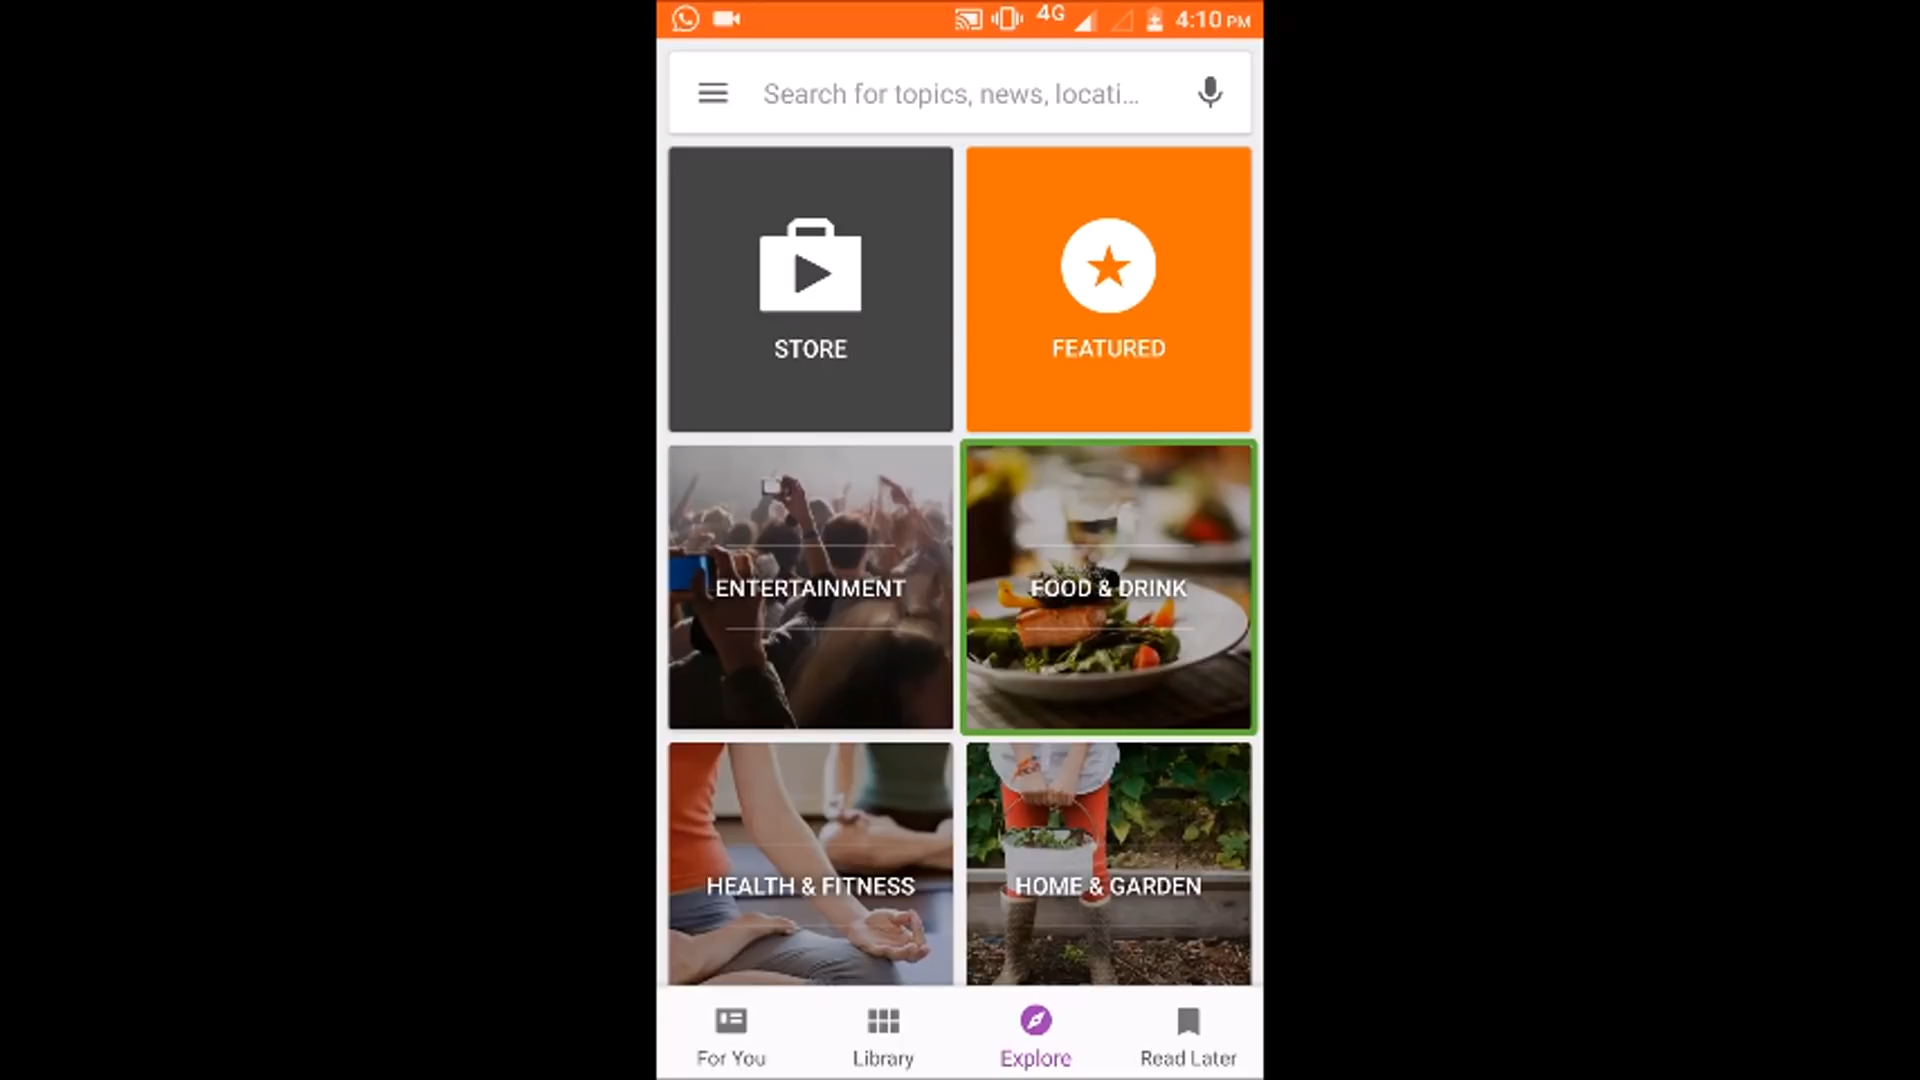 4G 4:10 PM
Search for topics, news, locati...
STORE
FEATURED
ENTERTAINMENT
FOOD & DRINK
HEALTH & FITNESS
HOME & GARDEN
For You
Library
Explore
Read Later